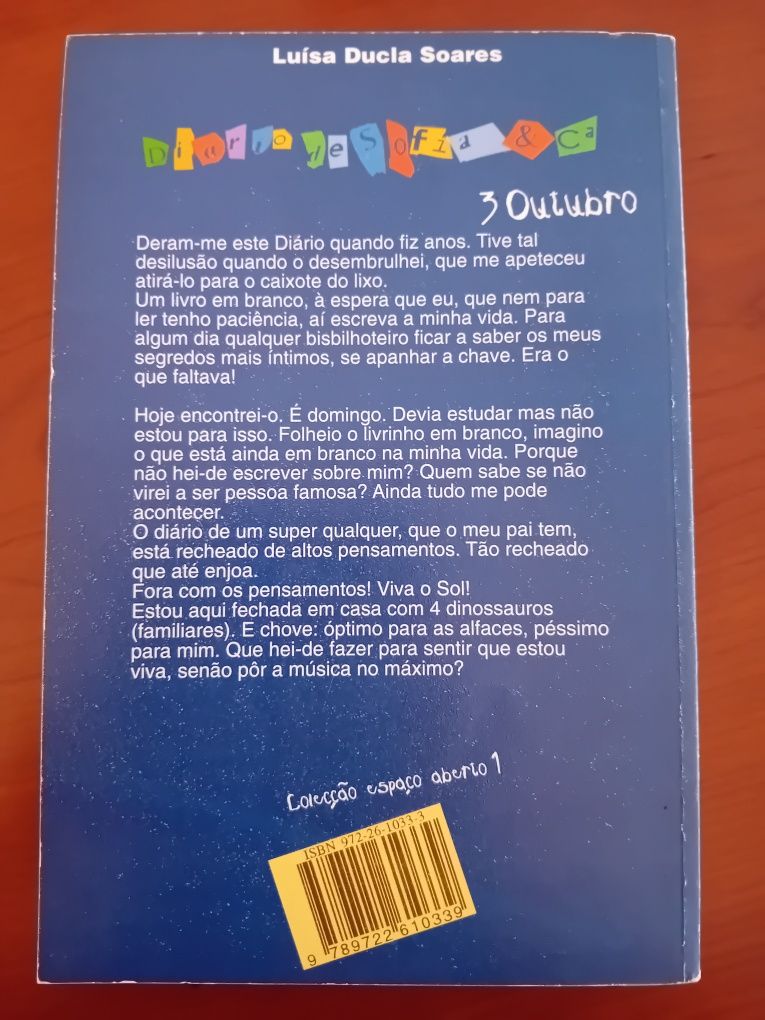 Luísa Ducla Soares
Diário de Sofia & Cª
3 Outubro
Deram-me este Diário quando fiz anos. Tive tal
desilusão quando o desembrulhei, que me apeteceu
atirá-lo para o caixote do lixo.
Um livro em branco, à espera que eu, que nem para
ler tenho paciência, aí escreva a minha vida. Para
algum dia qualquer bisbilhoteiro ficar a saber os meus
segredos mais íntimos, se apanhar a chave. Era o
que faltava!
Hoje encontrei-o. É domingo. Devia estudar mas não
estou para isso. Folheio o livrinho em branco, imagino
o que está ainda em branco na minha vida. Porque
não hei-de escrever sobre mim? Quem sabe se não
virei a ser pessoa famosa? Ainda tudo me pode
acontecer.
O diário de um super qualquer, que o meu pai tem,
está recheado de altos pensamentos. Tão recheado
que até enjoa.
Fora com os pensamentos! Viva o Sol!
Estou aqui fechada em casa com 4 dinossauros
(familiares). E chove: óptimo para as alfaces, péssimo
para mim. Que hei-de fazer para sentir que estou
viva, senão pôr a música no máximo?
Colecção espaço aberto 1
ISBN 972-26-1033-3
9 789722 610339